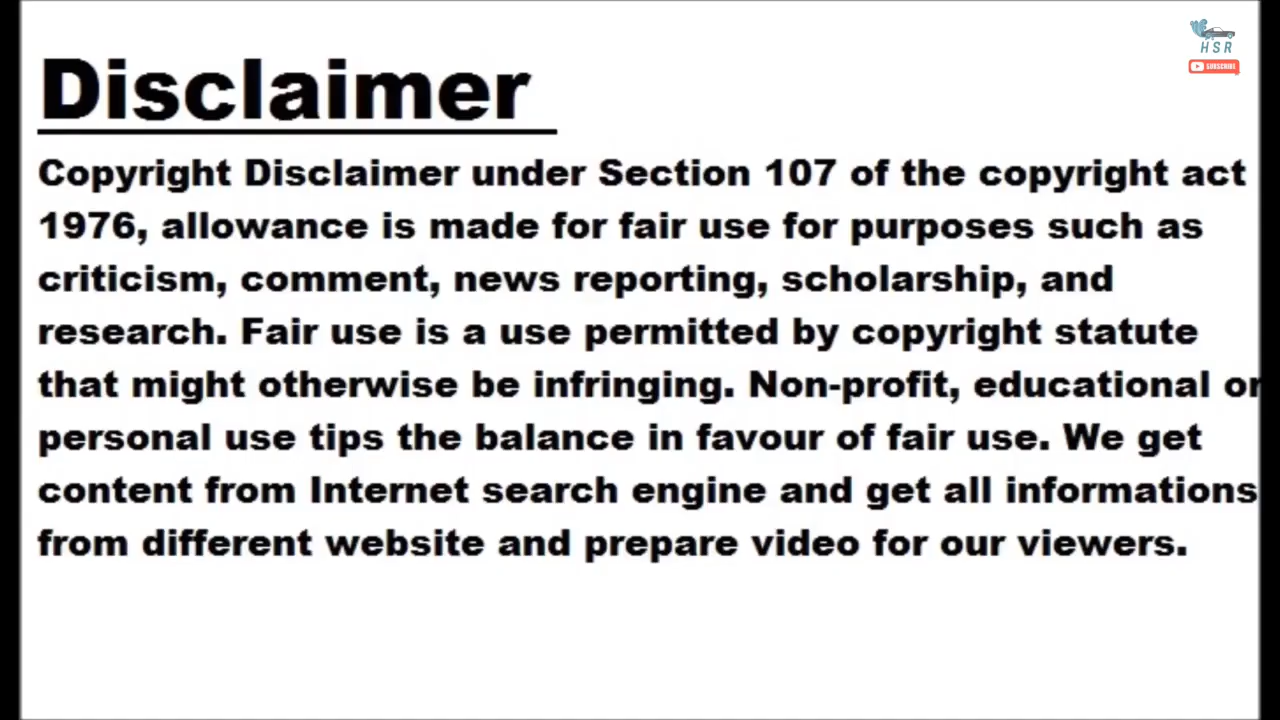 HSR
SUBSCRIBE
Disclaimer
Copyright Disclaimer under Section 107 of the copyright act
1976, allowance is made for fair use for purposes such as
criticism, comment, news reporting, scholarship, and
research. Fair use is a use permitted by copyright statute
that might otherwise be infringing. Non-profit, educational or
personal use tips the balance in favour of fair use. We get
content from Internet search engine and get all informations
from different website and prepare video for our viewers.